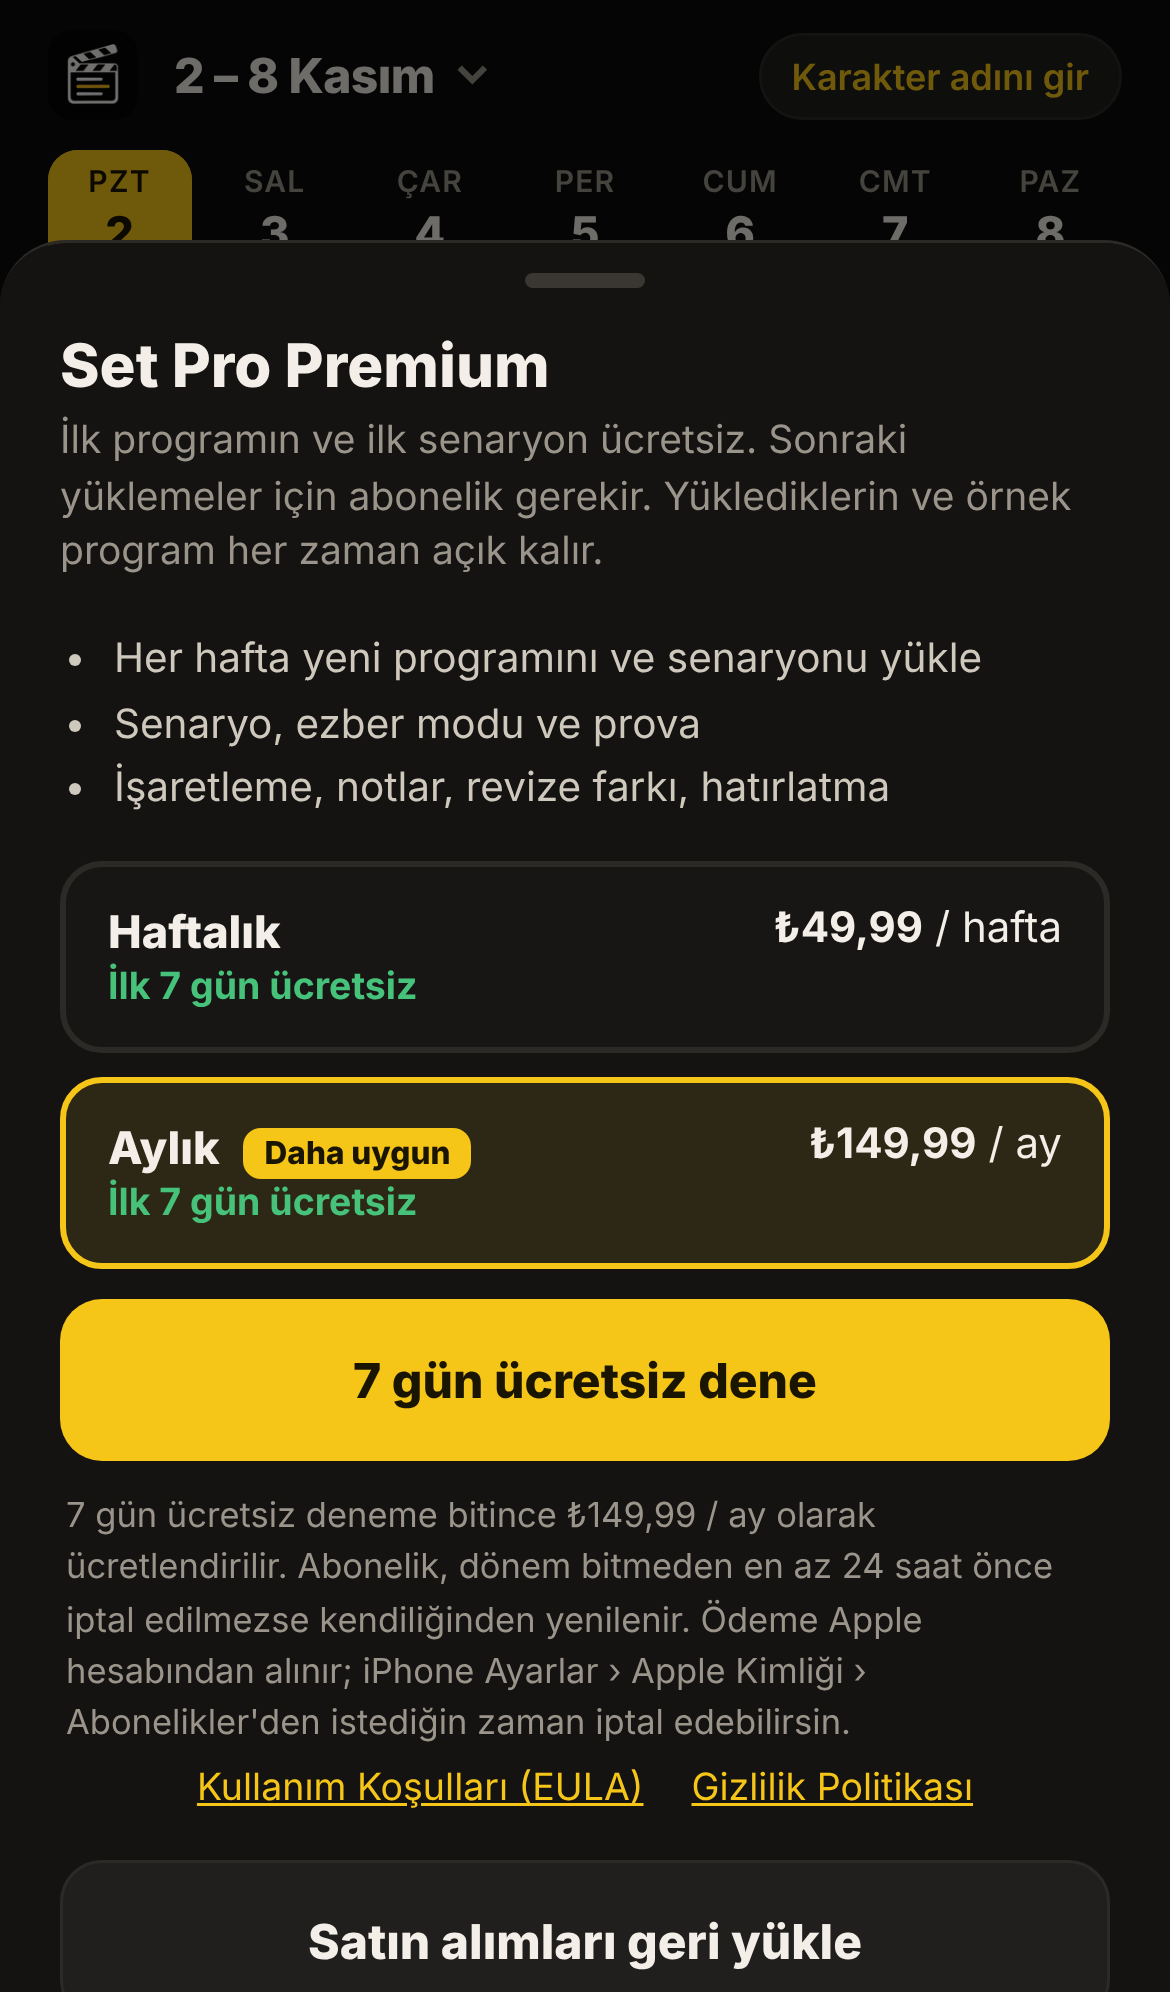 2 – 8 Kasım
Karakter adını gir
PZT SAL ÇAR PER CUM CMT PAZ
2 3 4 5 6 7 8
Set Pro Premium
İlk programın ve ilk senaryon ücretsiz. Sonraki
yüklemeler için abonelik gerekir. Yüklediklerin ve örnek
program her zaman açık kalır.
• Her hafta yeni programını ve senaryonu yükle
• Senaryo, ezber modu ve prova
• İşaretleme, notlar, revize farkı, hatırlatma
Haftalık ₺49,99 / hafta
İlk 7 gün ücretsiz
Aylık Daha uygun ₺149,99 / ay
İlk 7 gün ücretsiz
7 gün ücretsiz dene
7 gün ücretsiz deneme bitince ₺149,99 / ay olarak
ücretlendirilir. Abonelik, dönem bitmeden en az 24 saat önce
iptal edilmezse kendiliğinden yenilenir. Ödeme Apple
hesabından alınır; iPhone Ayarlar › Apple Kimliği ›
Abonelikler'den istediğin zaman iptal edebilirsin.
Kullanım Koşulları (EULA) Gizlilik Politikası
Satın alımları geri yükle